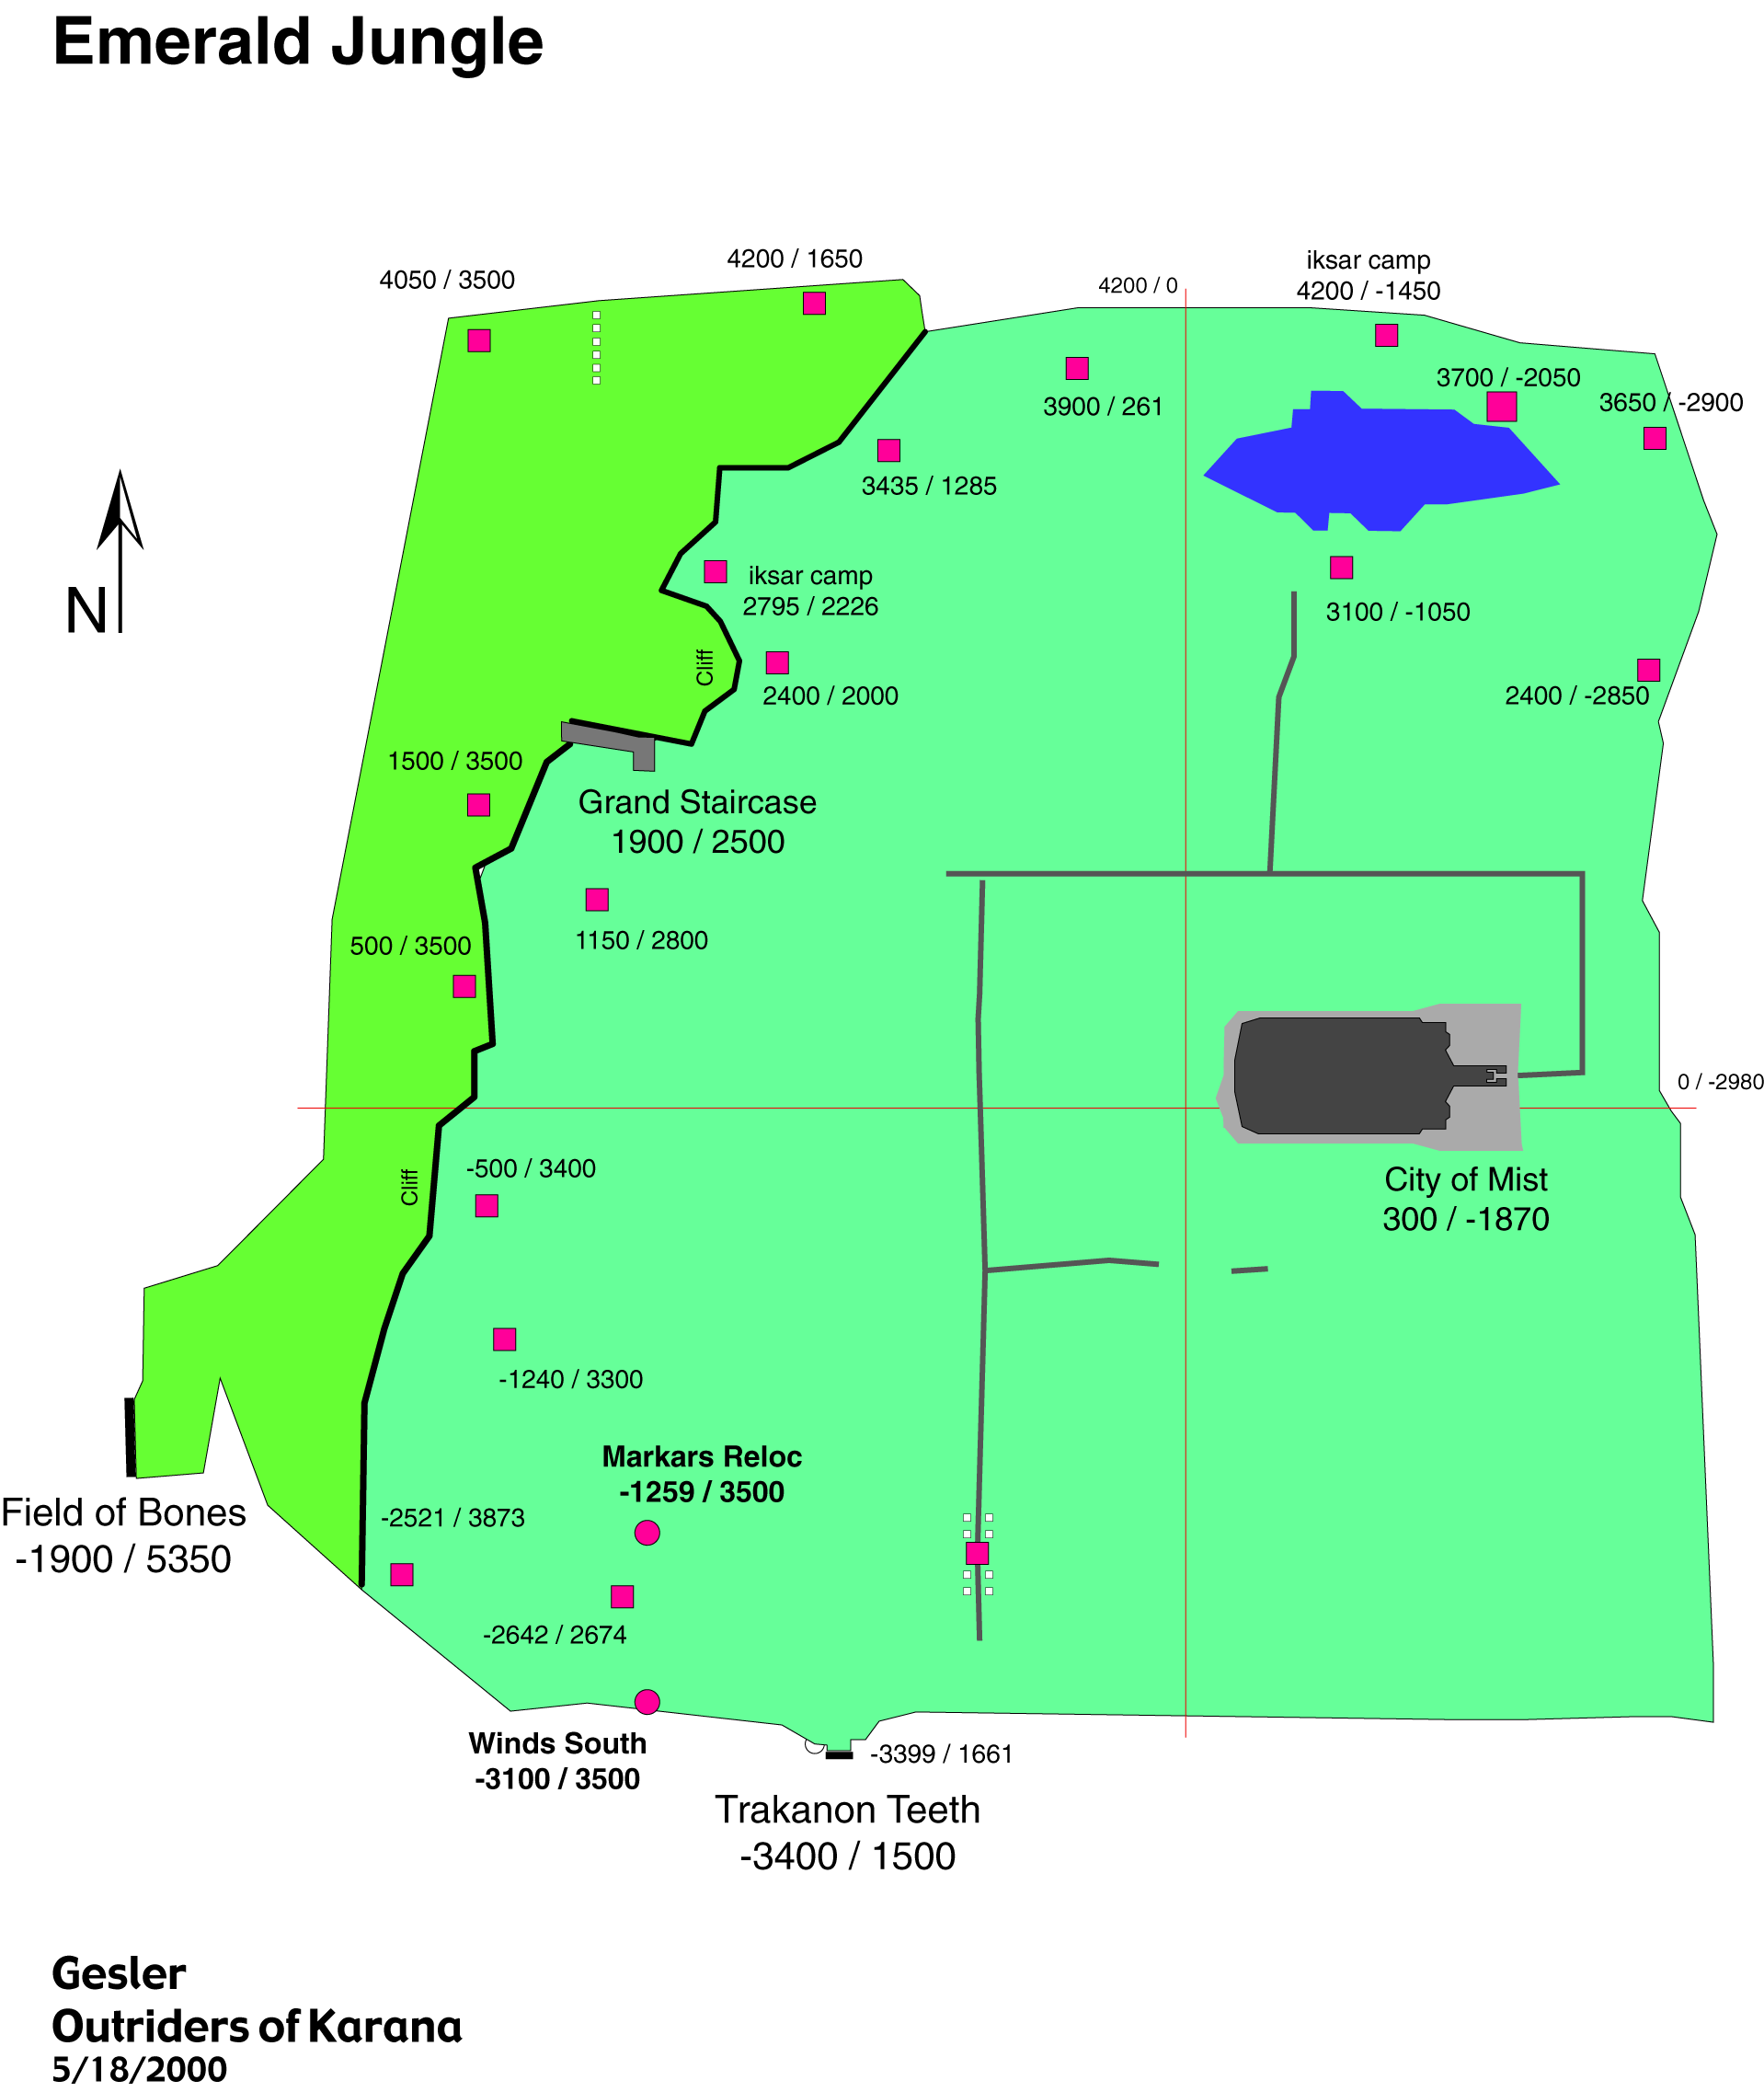 Emerald Jungle
4200 / 1650
iksar camp
4200 / -1450
4050 / 3500
4200 / 0
3700 / -2050
3650 / -2900
3900 / 261
3435 / 1285
iksar camp
2795 / 2226
N
3100 / -1050
Cliff
2400 / 2000
2400 / -2850
1500 / 3500
Grand Staircase
1900 / 2500
1150 / 2800
500 / 3500
0 / -2980
-500 / 3400
Cliff
City of Mist
300 / -1870
-1240 / 3300
Markars Reloc
-1259 / 3500
Field of Bones
-1900 / 5350
-2521 / 3873
-2642 / 2674
Winds South
-3100 / 3500
-3399 / 1661
Trakanon Teeth
-3400 / 1500
Gesler
Outriders of Karana
5/18/2000